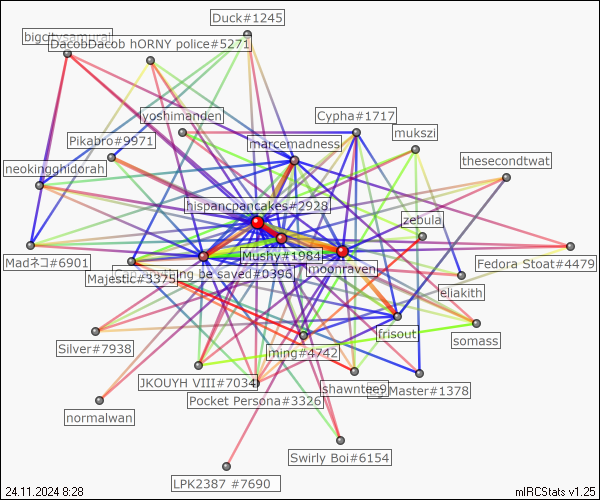 Duck#1245
bigcitysamurai
DacobDacob hORNY police#5271
yoshimanden
Cypha#1717
mukszi
Pikabro#9971
marcemadness
thesecondtwat
neokingghidorah
hispancpancakes#2928
zebula
Madネコ#6901
Mushy#1984
moonraven
Fedora Stoat#4479
Majestic#3375
be saved#0396
eliakith
frisout
somass
Silver#7938
ming#4742
JKOUYH VIII#7034
shawntee9
Master#1378
Pocket Persona#3326
normalwan
Swirly Boi#6154
LPK2387 #7690
24.11.2024 8:28
mIRCStats v1.25